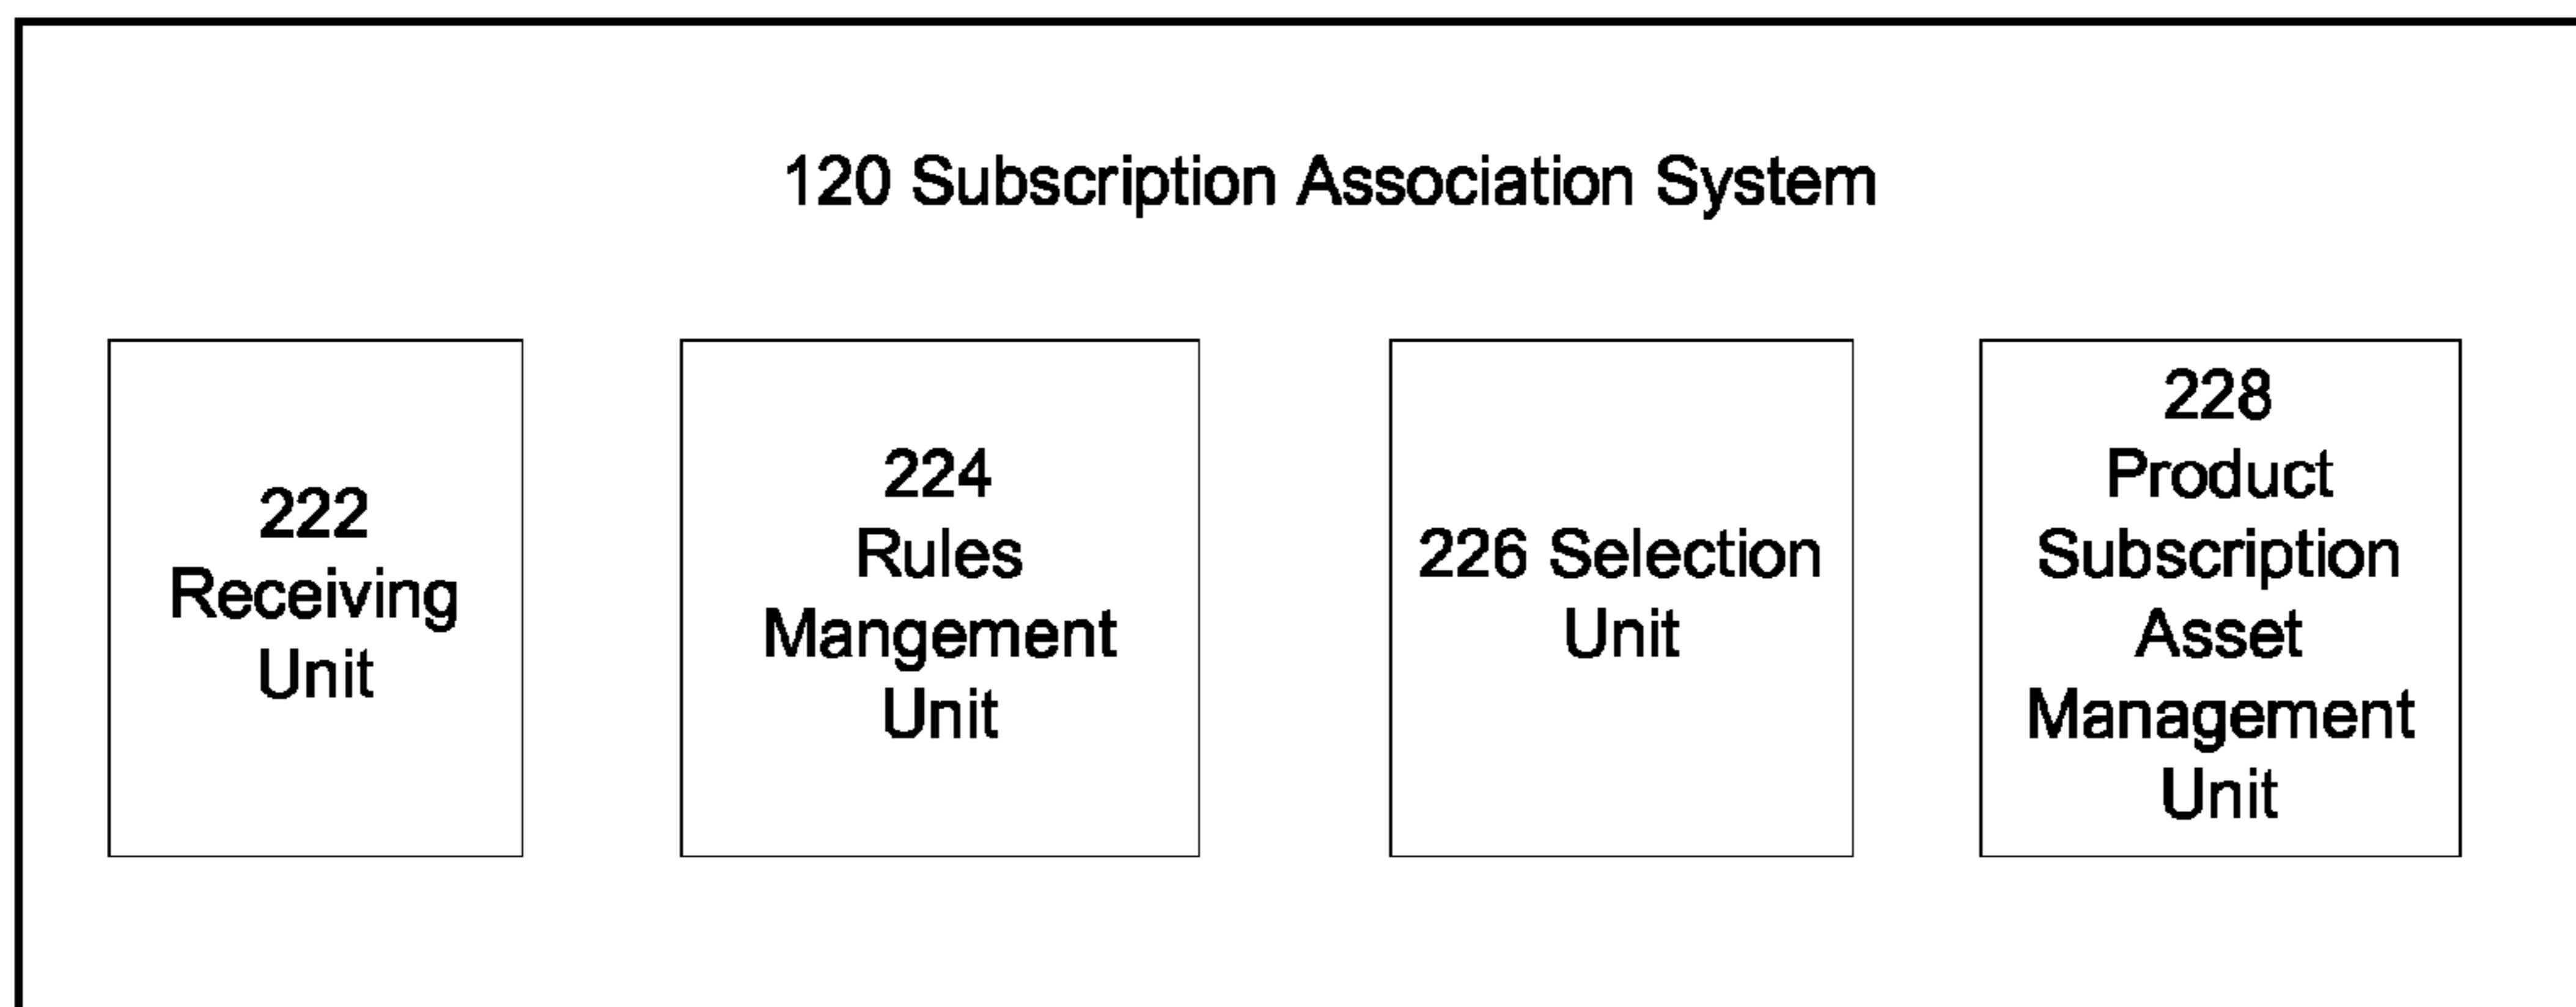 120 Subscription Association System
222
Receiving
Unit
224
Rules
Mangement
Unit
226 Selection
Unit
228
Product
Subscription
Asset
Management
Unit